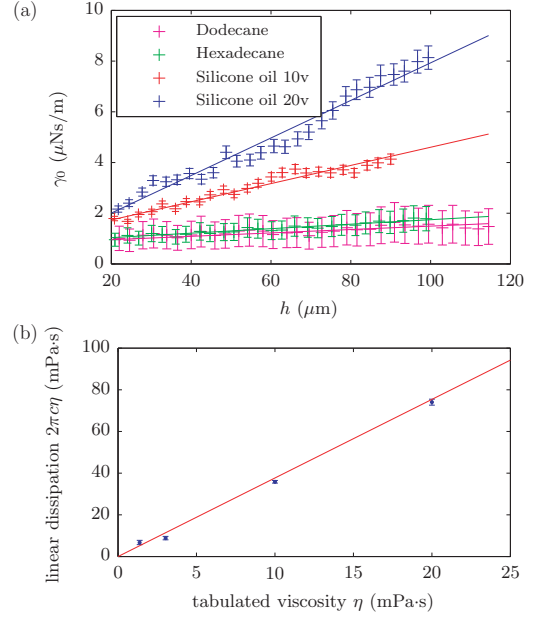 (a)
10
8
6
4
2
0
γ0 (μNs/m)
Dodecane
Hexadecane
Silicone oil 10v
Silicone oil 20v
20 40 60 80 100 120
h (μm)
(b)
100
80
60
40
20
0
linear dissipation 2πcη (mPa·s)
0 5 10 15 20 25
tabulated viscosity η (mPa·s)